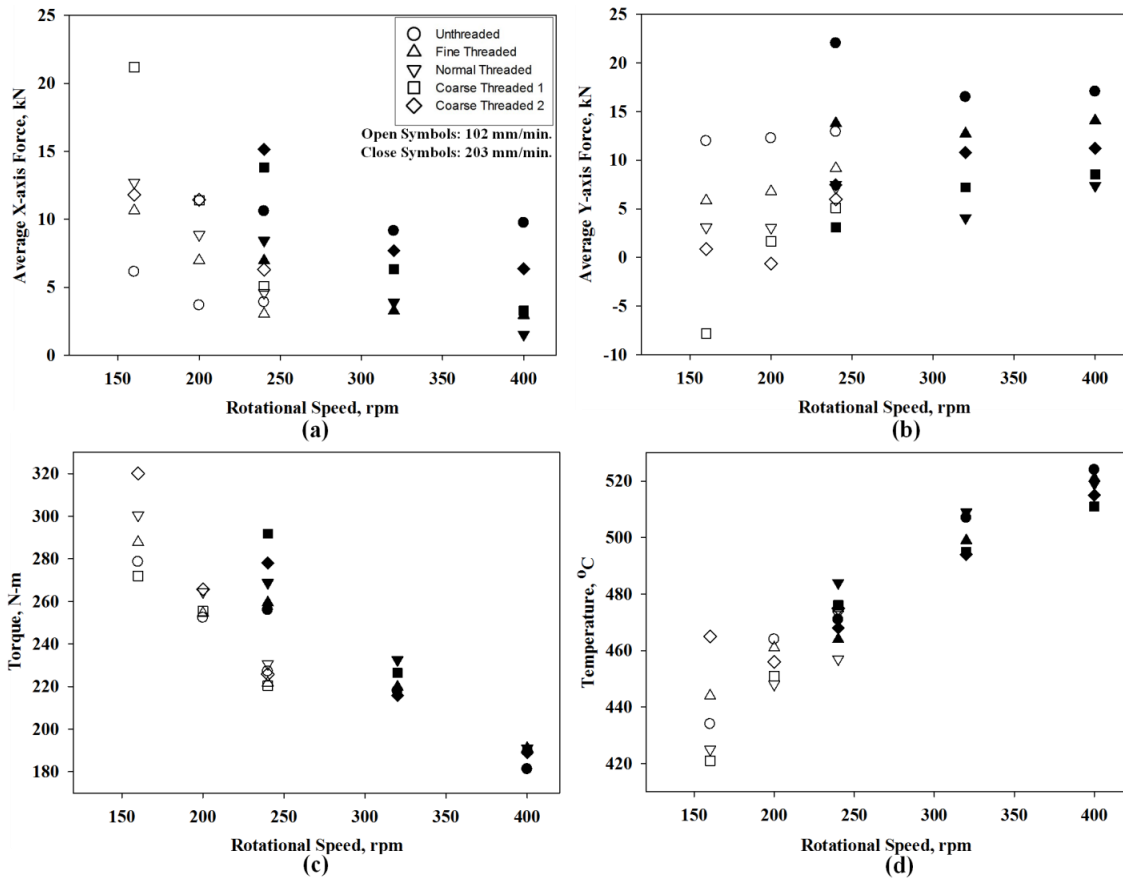 25
20
15
10
5
0
Average X-axis Force, kN
150 200 250 300 350 400
Rotational Speed, rpm
(a)
Unthreaded
Fine Threaded
Normal Threaded
Coarse Threaded 1
Coarse Threaded 2
Open Symbols: 102 mm/min.
Close Symbols: 203 mm/min.
25
20
15
10
5
0
-5
-10
Average Y-axis Force, kN
150 200 250 300 350 400
Rotational Speed, rpm
(b)
320
300
280
260
240
220
200
180
Torque, N-m
150 200 250 300 350 400
Rotational Speed, rpm
(c)
520
500
480
460
440
420
Temperature, °C
150 200 250 300 350 400
Rotational Speed, rpm
(d)